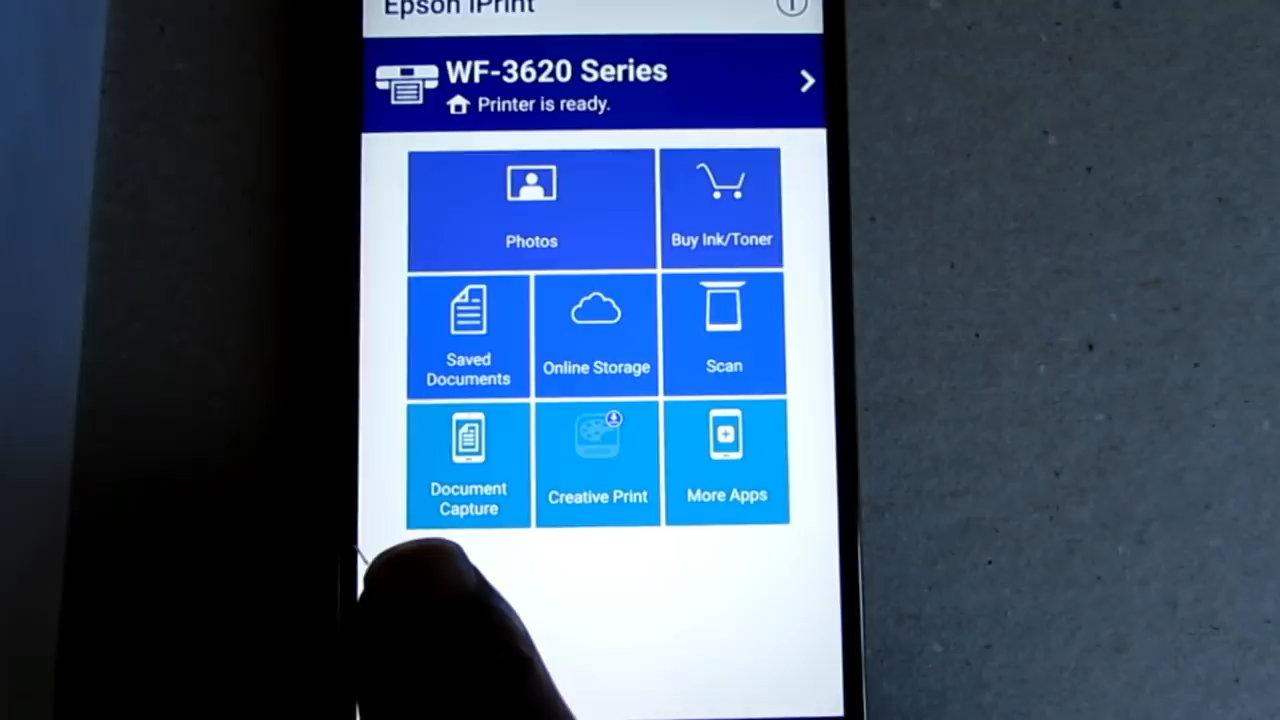 Epson iPrint
WF-3620 Series
Printer is ready.
Photos
Buy Ink/Toner
Saved
Documents
Online Storage
Scan
Document
Capture
Creative Print
More Apps